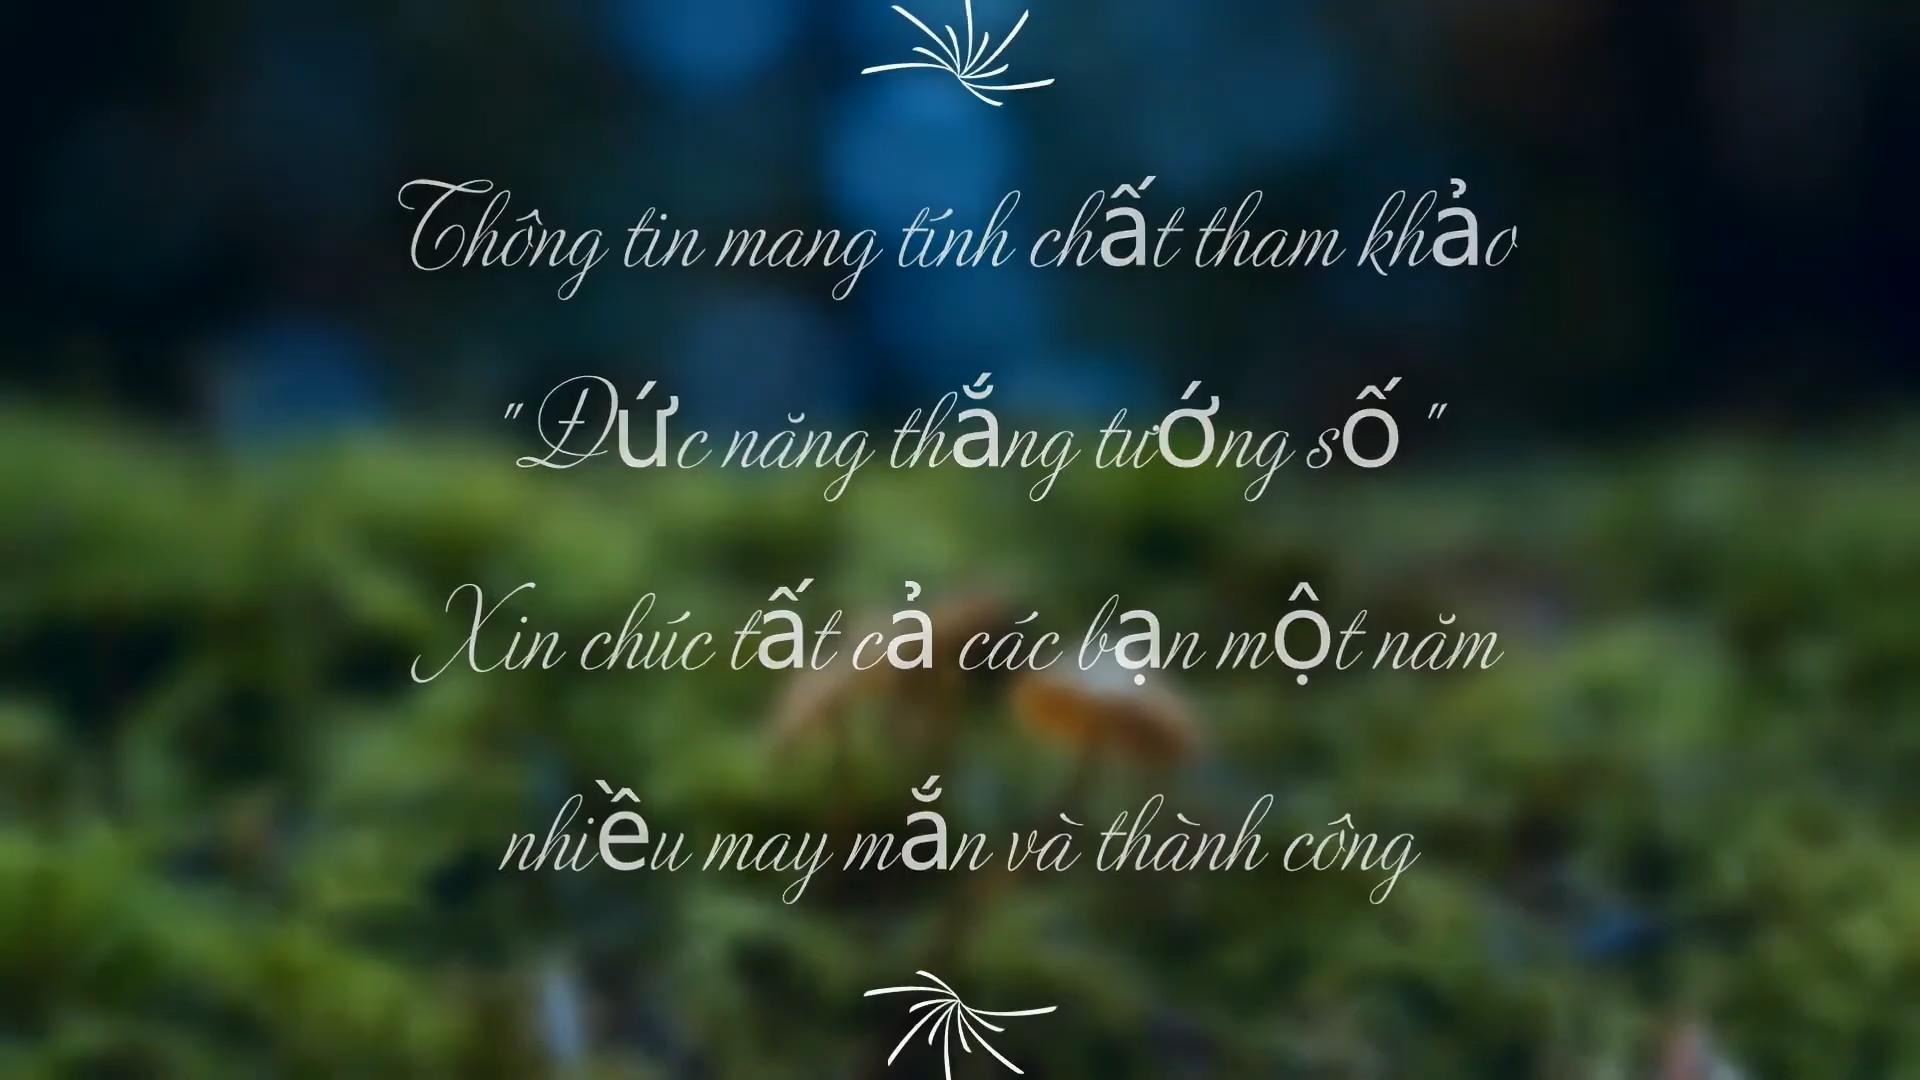 Thông tin mang tính chất tham khảo
" Đức năng thắng tướng số "
Xin chúc tất cả các bạn một năm
nhiều may mắn và thành công